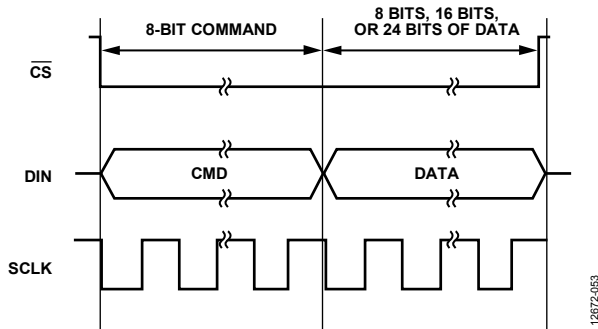 8-BIT COMMAND
8 BITS, 16 BITS,
OR 24 BITS OF DATA
CS
DIN
CMD
DATA
SCLK
12672-053